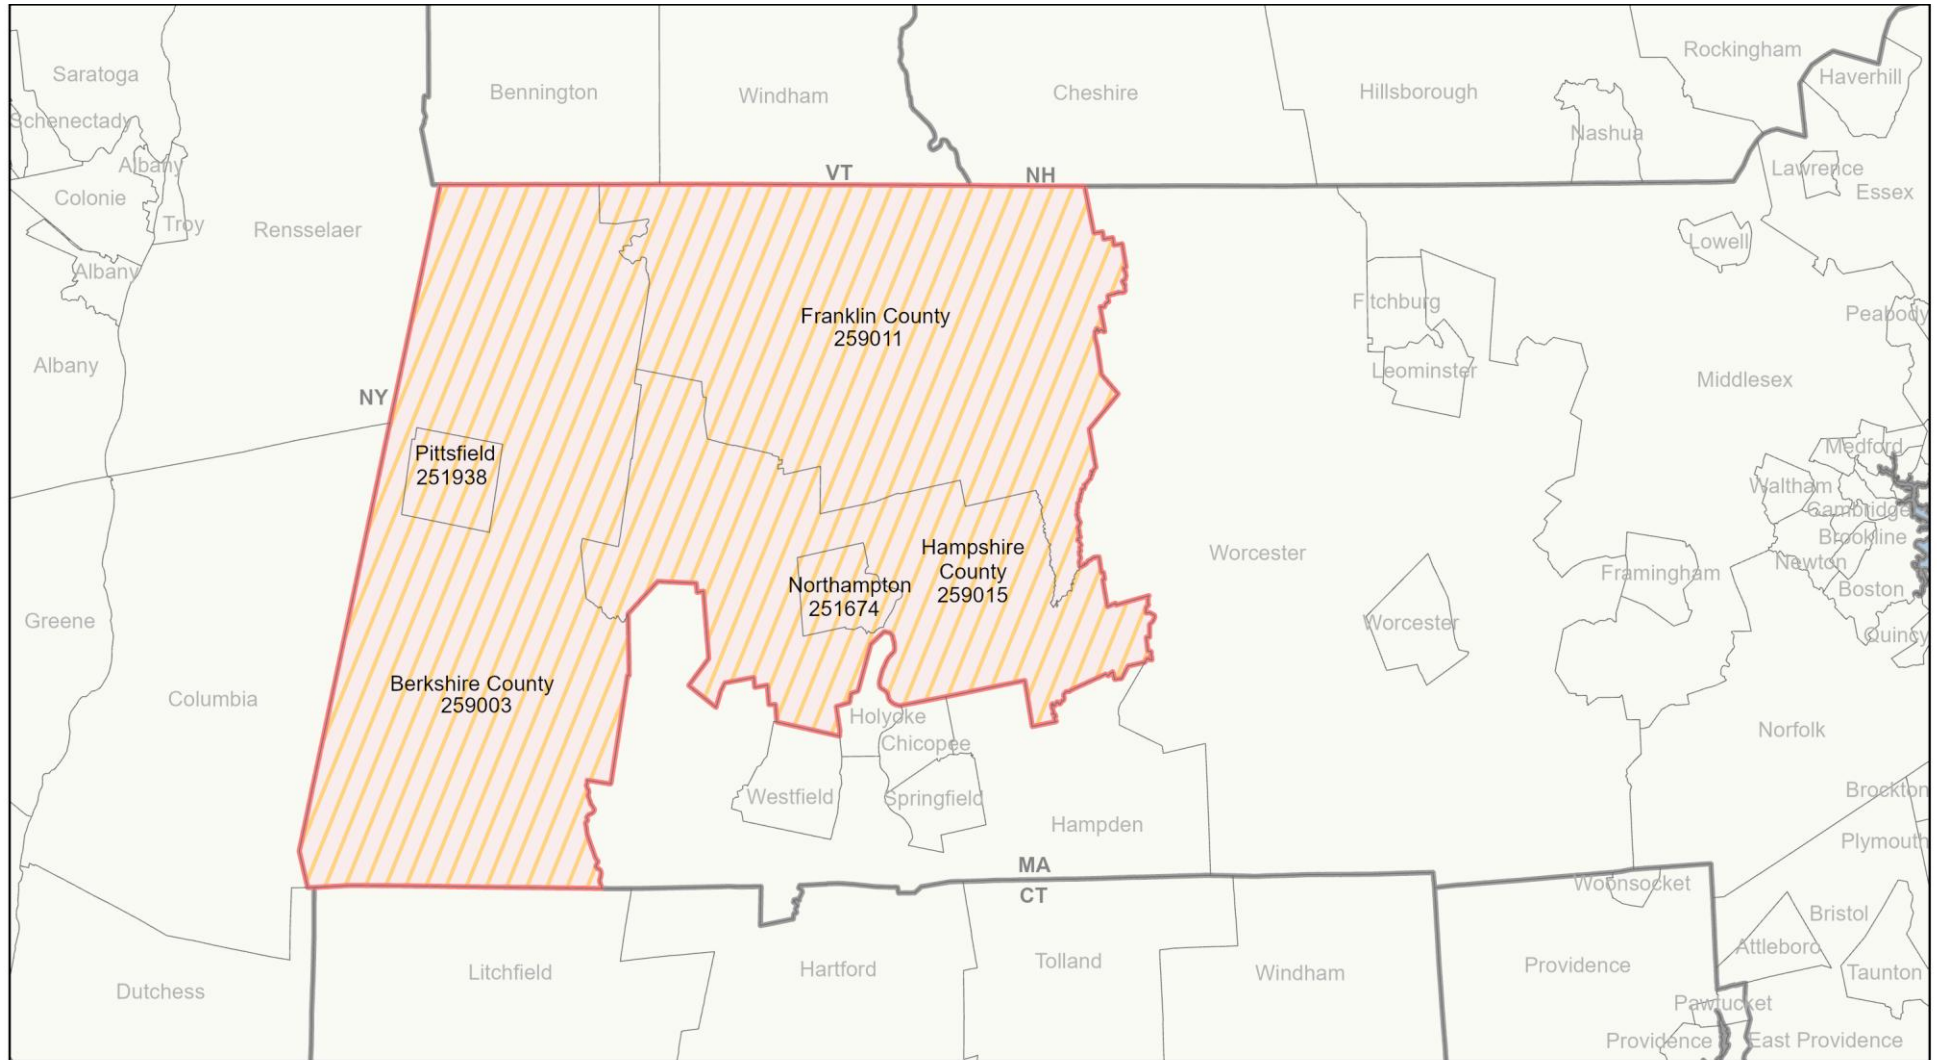 Rockingham
Saratoga
Haverhill
Bennington
Windham
Cheshire
Hillsborough
Schenectady
Nashua
Albany
VT
NH
Lawrence
Colonie
Essex
Troy
Rensselaer
Lowell
Albany
Fitchburg
Franklin County
259011
Peabody
Albany
Leominster
Middlesex
NY
Medford
Pittsfield
251938
Waltham
Cambridge
Brookline
Hampshire
County
259015
Worcester
Newton
Framingham
Northampton
251674
Boston
Greene
Worcester
Quincy
Berkshire County
259003
Columbia
Holyoke
Norfolk
Chicopee
Westfield
Springfield
Brockton
Hampden
Plymouth
MA
CT
Woonsocket
Bristol
Attleboro
Litchfield
Hartford
Tolland
Windham
Providence
Taunton
Dutchess
Pawtucket
Providence
East Providence